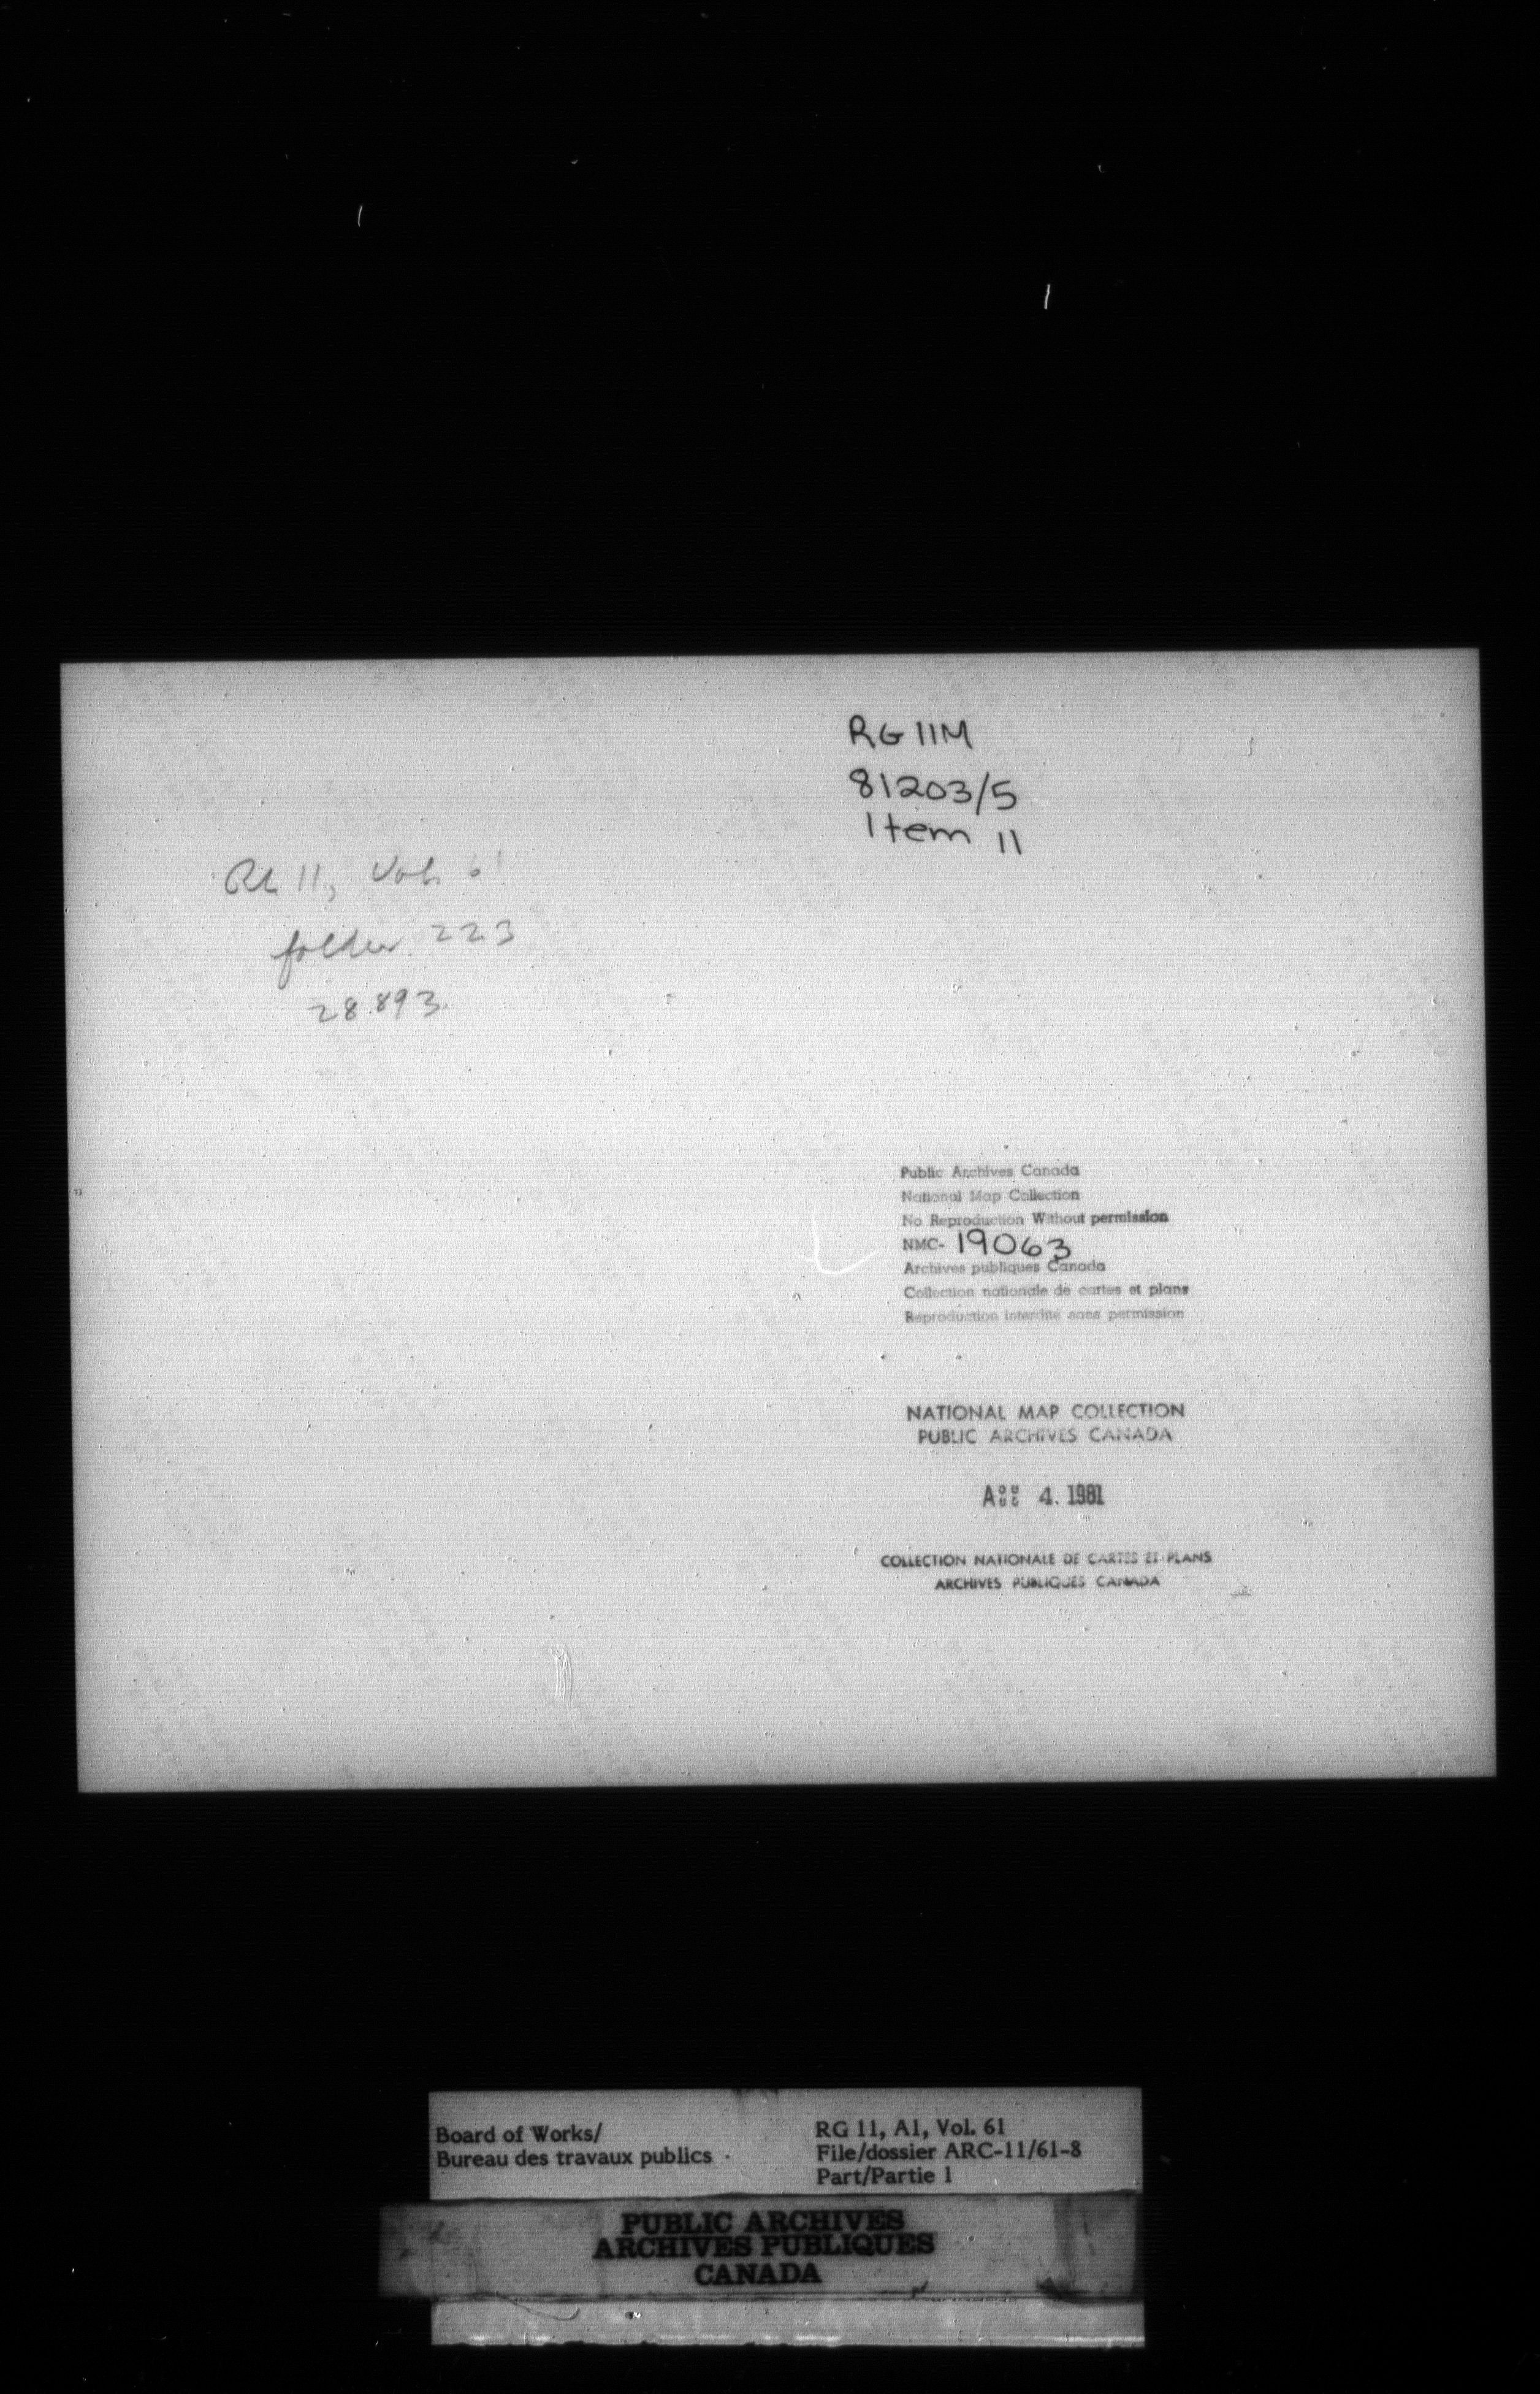 RG 11M
81203/5
Item 11
RG 11, Vol. 61
folder 223
28893
Public Archives Canada
National Map Collection
No Reproduction Without permission
NMC- 19063
Archives publiques Canada
Collection nationale de cartes et plans
Reproduction interdite sans permission
NATIONAL MAP COLLECTION
PUBLIC ARCHIVES CANADA
AOU
AUG 4. 1981
COLLECTION NATIONALE DE CARTES ET PLANS
ARCHIVES PUBLIQUES CANADA
Board of Works/
Bureau des travaux publics
RG 11, A1, Vol. 61
File/dossier ARC-11/61-8
Part/Partie 1
PUBLIC ARCHIVES
ARCHIVES PUBLIQUES
CANADA